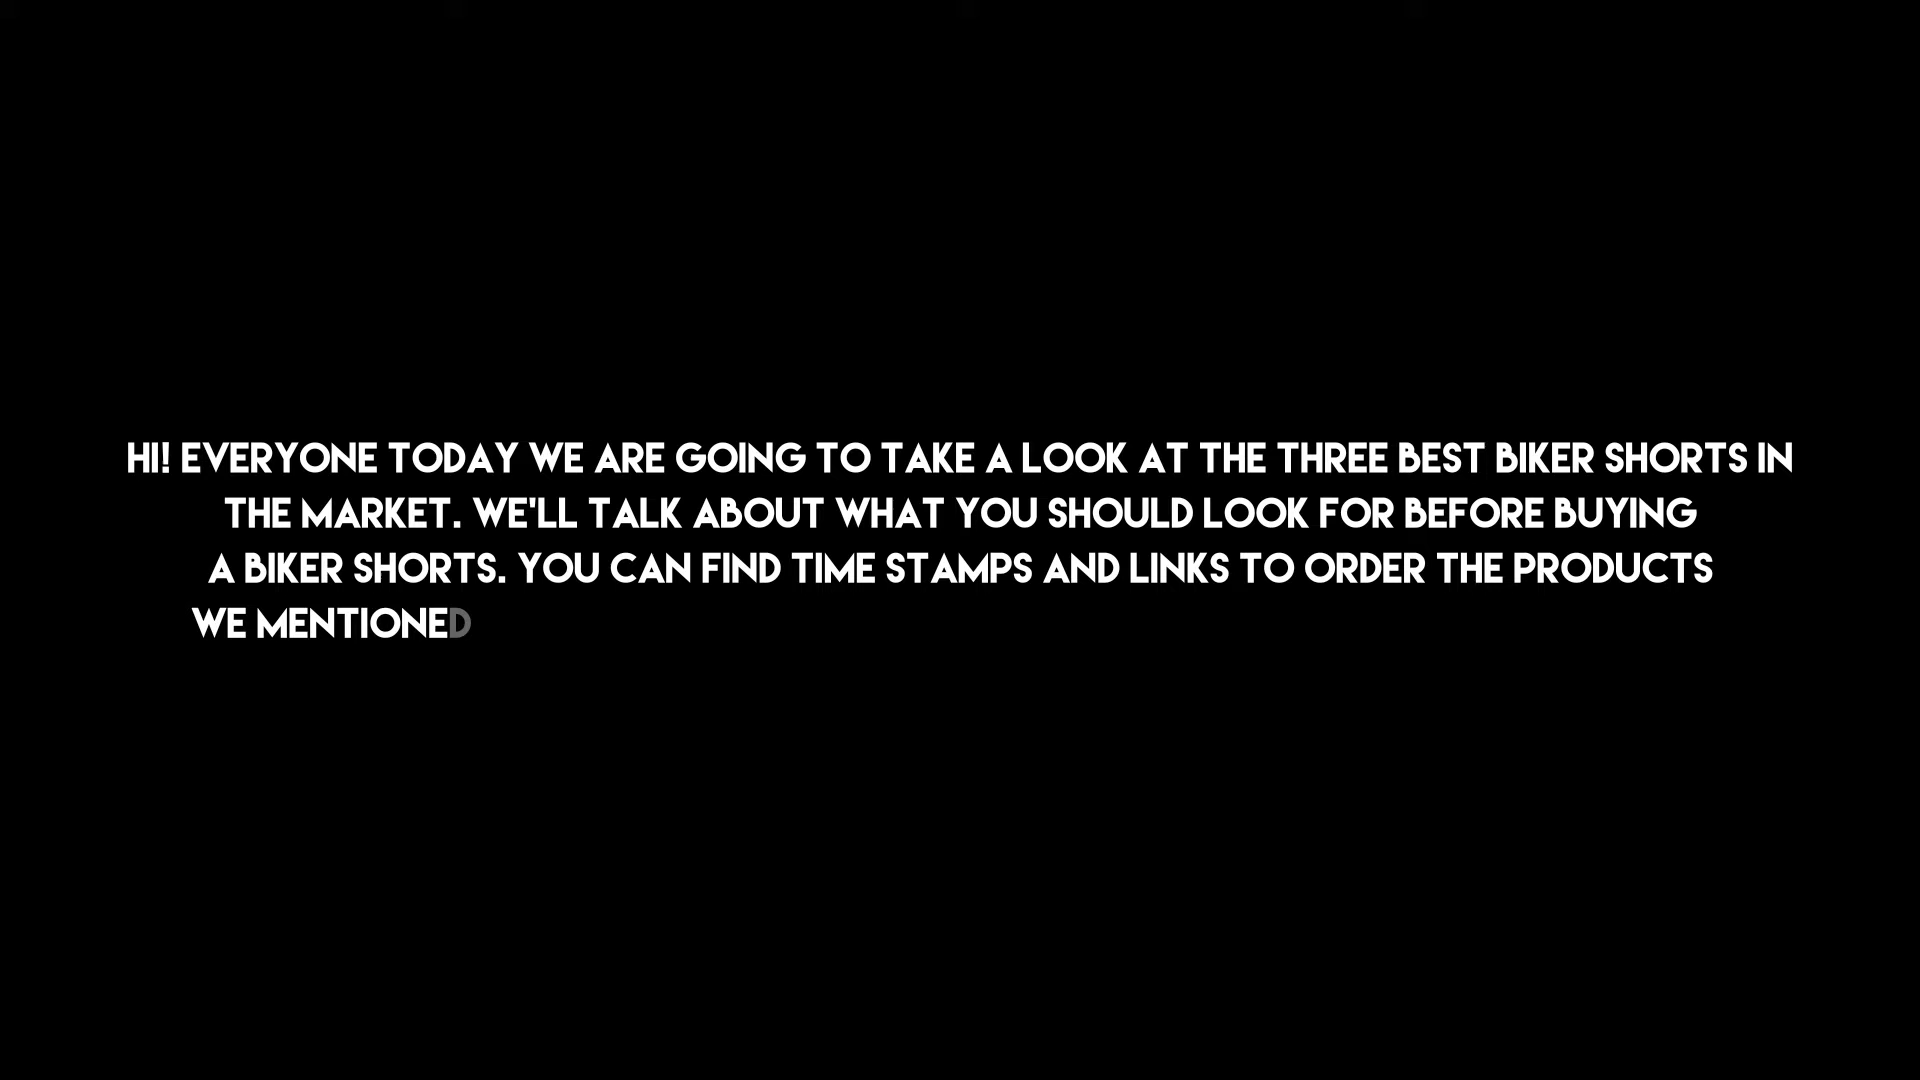 HI! EVERYONE TODAY WE ARE GOING TO TAKE A LOOK AT THE THREE BEST BIKER SHORTS IN
THE MARKET. WE'LL TALK ABOUT WHAT YOU SHOULD LOOK FOR BEFORE BUYING
A BIKER SHORTS. YOU CAN FIND TIME STAMPS AND LINKS TO ORDER THE PRODUCTS
WE MENTIONED